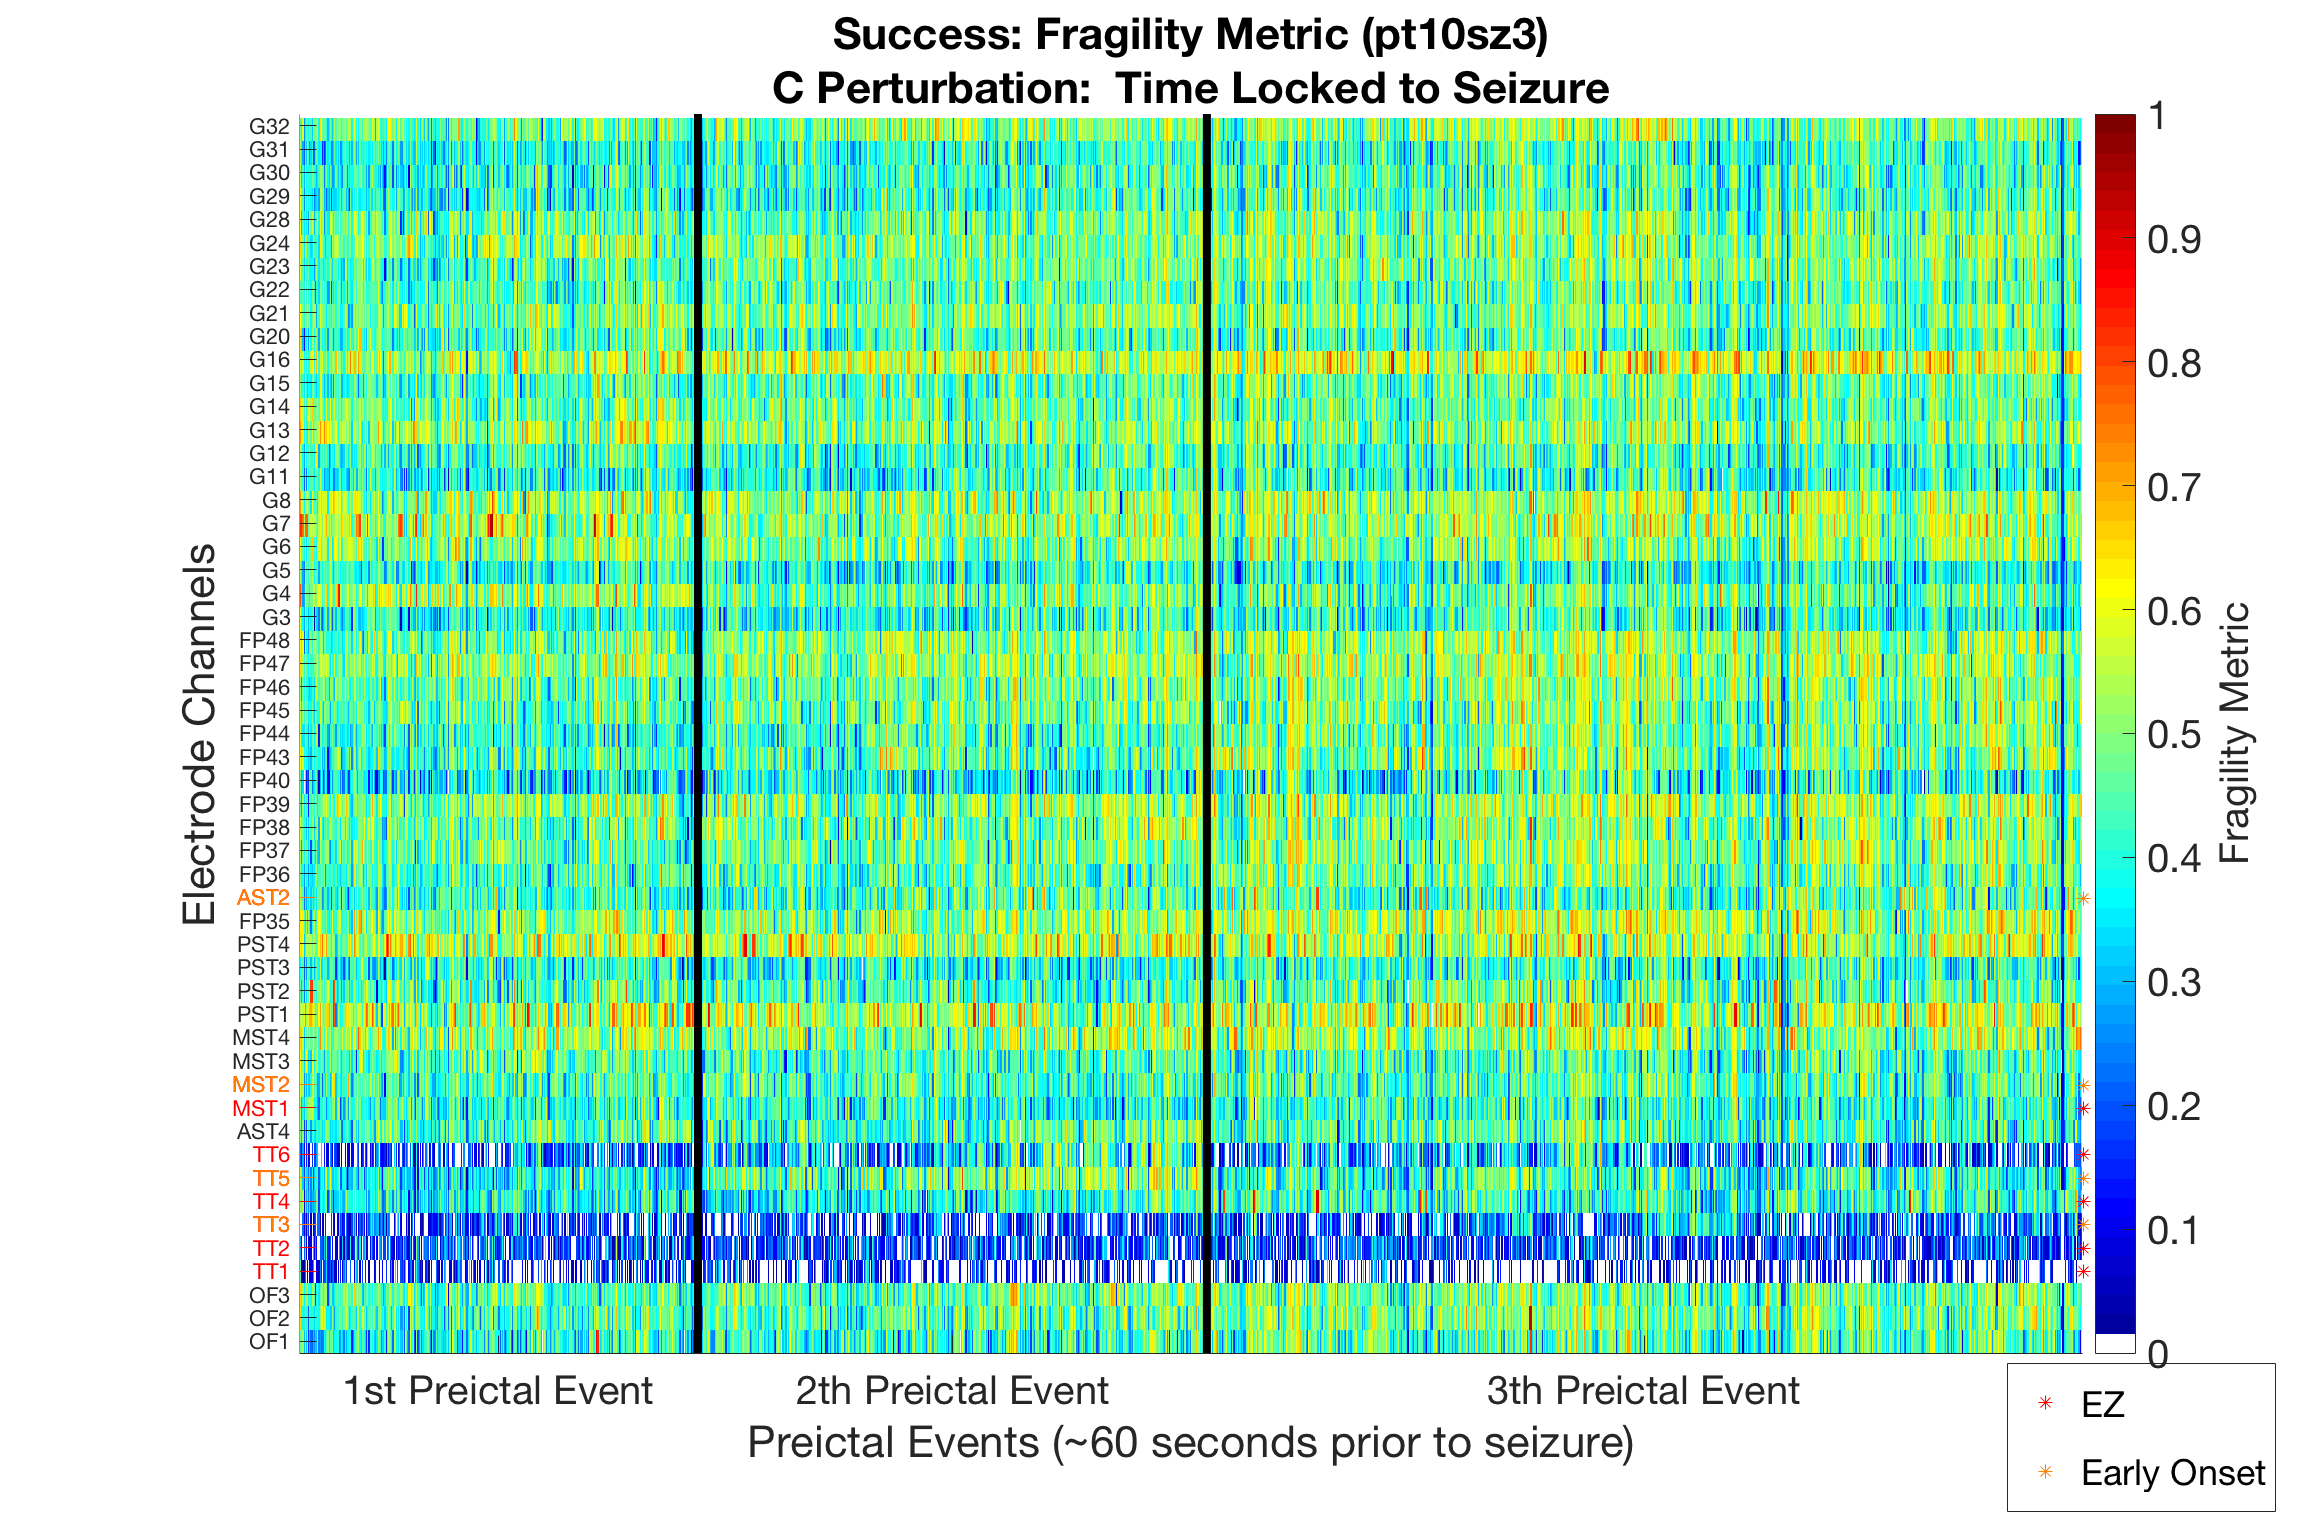 Success: Fragility Metric (pt10sz3)
C Perturbation:  Time Locked to Seizure
Electrode Channels
G32
G31
G30
G29
G28
G24
G23
G22
G21
G20
G16
G15
G14
G13
G12
G11
G8
G7
G6
G5
G4
G3
FP48
FP47
FP46
FP45
FP44
FP43
FP40
FP39
FP38
FP37
FP36
AST2
FP35
PST4
PST3
PST2
PST1
MST4
MST3
MST2
MST1
AST4
TT6
TT5
TT4
TT3
TT2
TT1
OF3
OF2
OF1
1st Preictal Event
2th Preictal Event
3th Preictal Event
Preictal Events (~60 seconds prior to seizure)
1
0.9
0.8
0.7
0.6
0.5
0.4
0.3
0.2
0.1
0
Fragility Metric
EZ
Early Onset